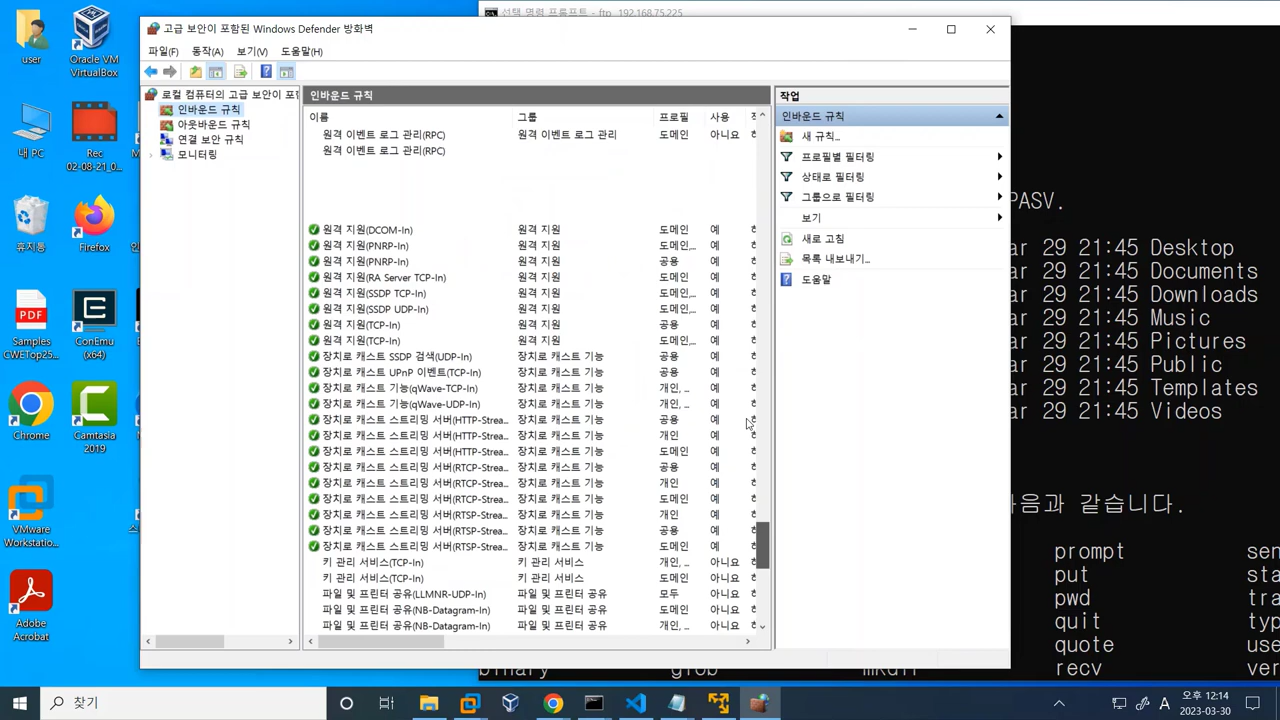 user
Oracle VM
VirtualBox
내 PC
Rec
02-08-21_0...
휴지통
Firefox
Samples
CWETop25...
ConEmu
(x64)
Chrome
Camtasia
2019
VMware
Workstatio...
Adobe
Acrobat
선택 명령 프롬프트 - ftp 192.168.75.225
고급 보안이 포함된 Windows Defender 방화벽
파일(F) 동작(A) 보기(V) 도움말(H)
로컬 컴퓨터의 고급 보안이 포함
인바운드 규칙
아웃바운드 규칙
연결 보안 규칙
모니터링
인바운드 규칙
이름 그룹 프로필 사용
원격 이벤트 로그 관리(RPC) 원격 이벤트 로그 관리 도메인 아니요
원격 이벤트 로그 관리(RPC)
원격 지원(DCOM-In) 원격 지원 도메인 예
원격 지원(PNRP-In) 원격 지원 도메인,... 예
원격 지원(PNRP-In) 원격 지원 공용 예
원격 지원(RA Server TCP-In) 원격 지원 도메인 예
원격 지원(SSDP TCP-In) 원격 지원 도메인,... 예
원격 지원(SSDP UDP-In) 원격 지원 도메인,... 예
원격 지원(TCP-In) 원격 지원 공용 예
원격 지원(TCP-In) 원격 지원 도메인,... 예
장치로 캐스트 SSDP 검색(UDP-In) 장치로 캐스트 기능 공용 예
장치로 캐스트 UPnP 이벤트(TCP-In) 장치로 캐스트 기능 공용 예
장치로 캐스트 기능(qWave-TCP-In) 장치로 캐스트 기능 개인, ... 예
장치로 캐스트 기능(qWave-UDP-In) 장치로 캐스트 기능 개인, ... 예
장치로 캐스트 스트리밍 서버(HTTP-Strea... 장치로 캐스트 기능 공용 예
장치로 캐스트 스트리밍 서버(HTTP-Strea... 장치로 캐스트 기능 개인 예
장치로 캐스트 스트리밍 서버(HTTP-Strea... 장치로 캐스트 기능 도메인 예
장치로 캐스트 스트리밍 서버(RTCP-Strea... 장치로 캐스트 기능 공용 예
장치로 캐스트 스트리밍 서버(RTCP-Strea... 장치로 캐스트 기능 개인 예
장치로 캐스트 스트리밍 서버(RTCP-Strea... 장치로 캐스트 기능 도메인 예
장치로 캐스트 스트리밍 서버(RTSP-Strea... 장치로 캐스트 기능 개인 예
장치로 캐스트 스트리밍 서버(RTSP-Strea... 장치로 캐스트 기능 공용 예
장치로 캐스트 스트리밍 서버(RTSP-Strea... 장치로 캐스트 기능 도메인 예
키 관리 서비스(TCP-In) 키 관리 서비스 개인, ... 아니요
키 관리 서비스(TCP-In) 키 관리 서비스 도메인 아니요
파일 및 프린터 공유(LLMNR-UDP-In) 파일 및 프린터 공유 모두 아니요
파일 및 프린터 공유(NB-Datagram-In) 파일 및 프린터 공유 도메인 아니요
파일 및 프린터 공유(NB-Datagram-In) 파일 및 프린터 공유 개인, ... 아니요
작업
인바운드 규칙
새 규칙...
프로필별 필터링
상태로 필터링
그룹으로 필터링
보기
새로 고침
목록 내보내기...
도움말
PASV.
ar 29 21:45 Desktop
ar 29 21:45 Documents
ar 29 21:45 Downloads
ar 29 21:45 Music
ar 29 21:45 Pictures
ar 29 21:45 Public
ar 29 21:45 Templates
ar 29 21:45 Videos
음과 같습니다.
prompt sen
put sta
pwd tra
quit typ
quote use
binary glob mkdir recv ver
찾기
오후 12:14
2023-03-30